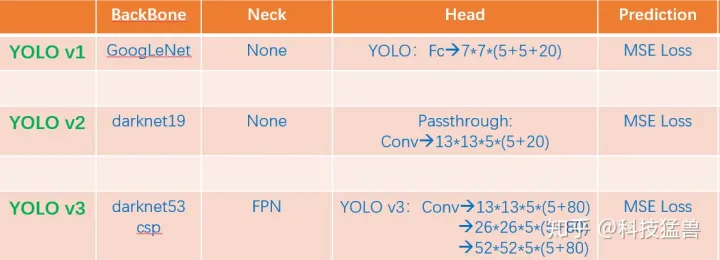 BackBone Neck Head Prediction
YOLO v1 GoogLeNet None YOLO：Fc→7*7*(5+5+20) MSE Loss
YOLO v2 darknet19 None Passthrough: MSE Loss
Conv→13*13*5*(5+20)
YOLO v3 darknet53 FPN YOLO v3：Conv→13*13*5*(5+80) MSE Loss
csp →26*26*5*(5+80)
→52*52*5*(5+80)
知乎 @科技猛兽